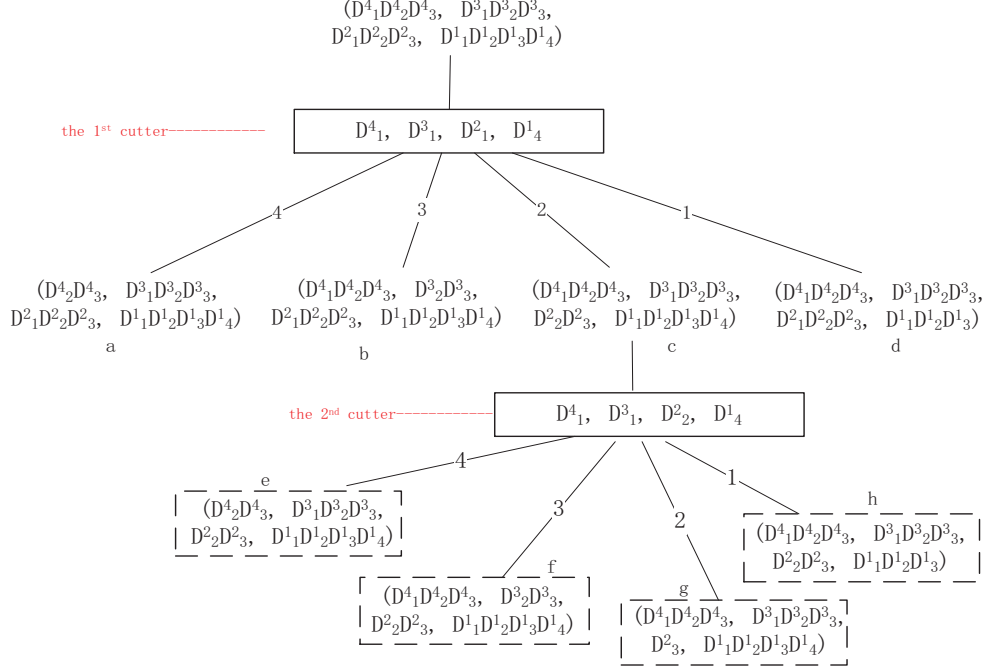 (D⁴₁D⁴₂D⁴₃, D³₁D³₂D³₃,
D²₁D²₂D²₃, D¹₁D¹₂D¹₃D¹₄)
the 1ˢᵗ cutter
D⁴₁, D³₁, D²₁, D¹₄
4
3
2
1
(D⁴₂D⁴₃, D³₁D³₂D³₃,
D²₁D²₂D²₃, D¹₁D¹₂D¹₃D¹₄)
a
(D⁴₁D⁴₂D⁴₃, D³₂D³₃,
D²₁D²₂D²₃, D¹₁D¹₂D¹₃D¹₄)
b
(D⁴₁D⁴₂D⁴₃, D³₁D³₂D³₃,
D²₂D²₃, D¹₁D¹₂D¹₃D¹₄)
c
(D⁴₁D⁴₂D⁴₃, D³₁D³₂D³₃,
D²₁D²₂D²₃, D¹₁D¹₂D¹₃)
d
the 2ⁿᵈ cutter
D⁴₁, D³₁, D²₂, D¹₄
4
3
2
1
e
(D⁴₂D⁴₃, D³₁D³₂D³₃,
D²₂D²₃, D¹₁D¹₂D¹₃D¹₄)
f
(D⁴₁D⁴₂D⁴₃, D³₂D³₃,
D²₂D²₃, D¹₁D¹₂D¹₃D¹₄)
g
(D⁴₁D⁴₂D⁴₃, D³₁D³₂D³₃,
D²₃, D¹₁D¹₂D¹₃D¹₄)
h
(D⁴₁D⁴₂D⁴₃, D³₁D³₂D³₃,
D²₂D²₃, D¹₁D¹₂D¹₃)